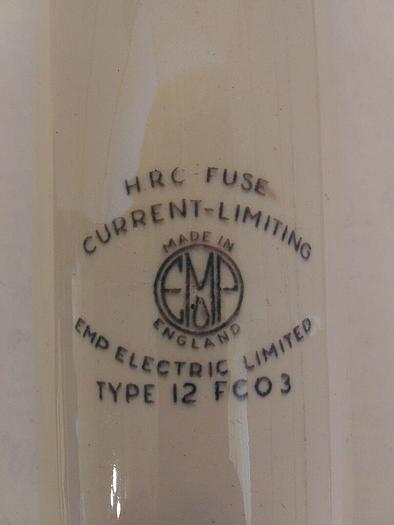 H.R.C FUSE
CURRENT-LIMITING
MADE IN
EMP
ENGLAND
EMP ELECTRIC LIMITED
TYPE 12 FCO3